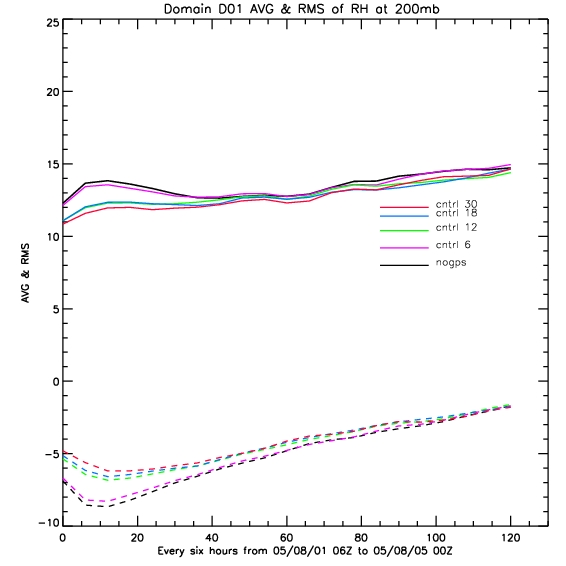 Domain D01 AVG & RMS of RH at 200mb
25
20
15
10
5
0
-5
-10
AVG & RMS
cntrl 30
cntrl 18
cntrl 12
cntrl 6
nogps
0 20 40 60 80 100 120
Every six hours from 05/08/01 06Z to 05/08/05 00Z